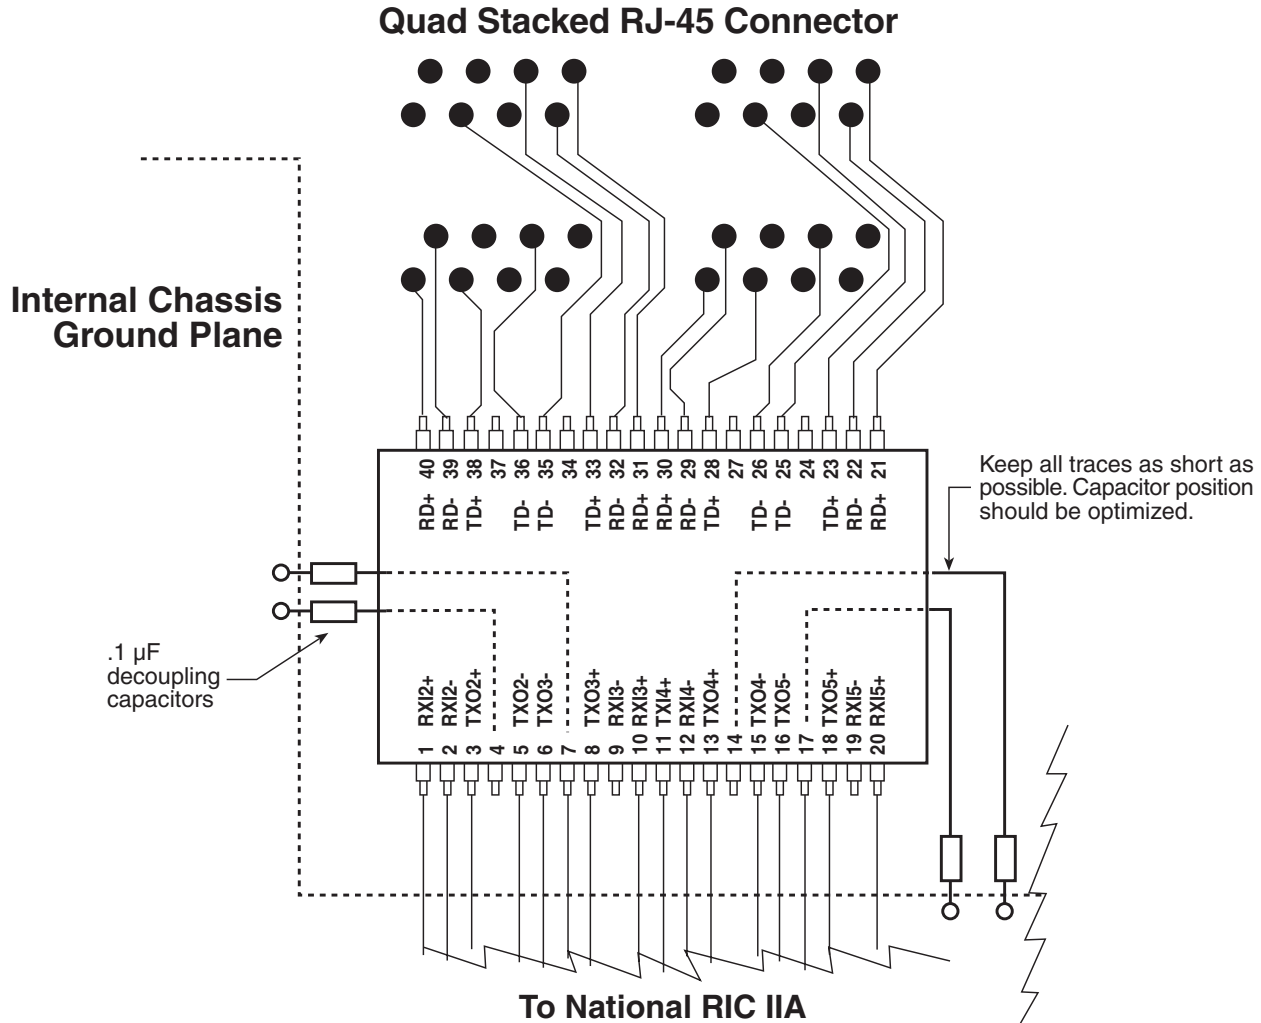 Quad Stacked RJ-45 Connector
Internal Chassis
Ground Plane
40 39 38 37 36 35 34 33 32 31 30 29 28 27 26 25 24 23 22 21
RD+ RD- TD+ TD- TD- TD+ RD- RD+ RD+ RD- TD+ TD- TD- TD+ RD- RD+
Keep all traces as short as
possible. Capacitor position
should be optimized.
.1 µF
decoupling
capacitors
RXI2+ RXI2- TXO2+ TXO2- TXO3- TXO3+ RXI3- RXI3+ TXI4+ RXI4- TXO4+ TXO4- TXO5- TXO5+ RXI5- RXI5+
1 2 3 4 5 6 7 8 9 10 11 12 13 14 15 16 17 18 19 20
To National RIC IIA